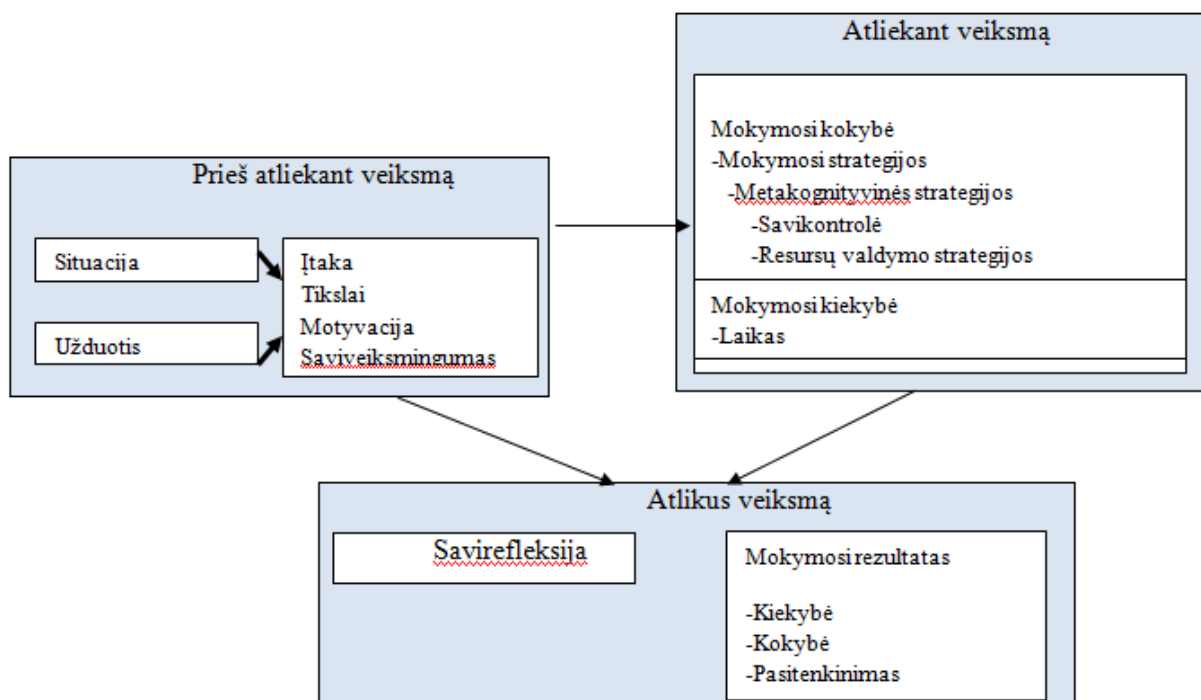 Prieš atliekant veiksmą
Situacija
Užduotis
Įtaka
Tikslai
Motyvacija
Saviveiksmingumas
Atliekant veiksmą
Mokymosi kokybė
-Mokymosi strategijos
-Metakognityvinės strategijos
-Savikontrolė
-Resursų valdymo strategijos
Mokymosi kiekybė
-Laikas
Atlikus veiksmą
Savirefleksija
Mokymosi rezultatas
-Kiekybė
-Kokybė
-Pasitenkinimas